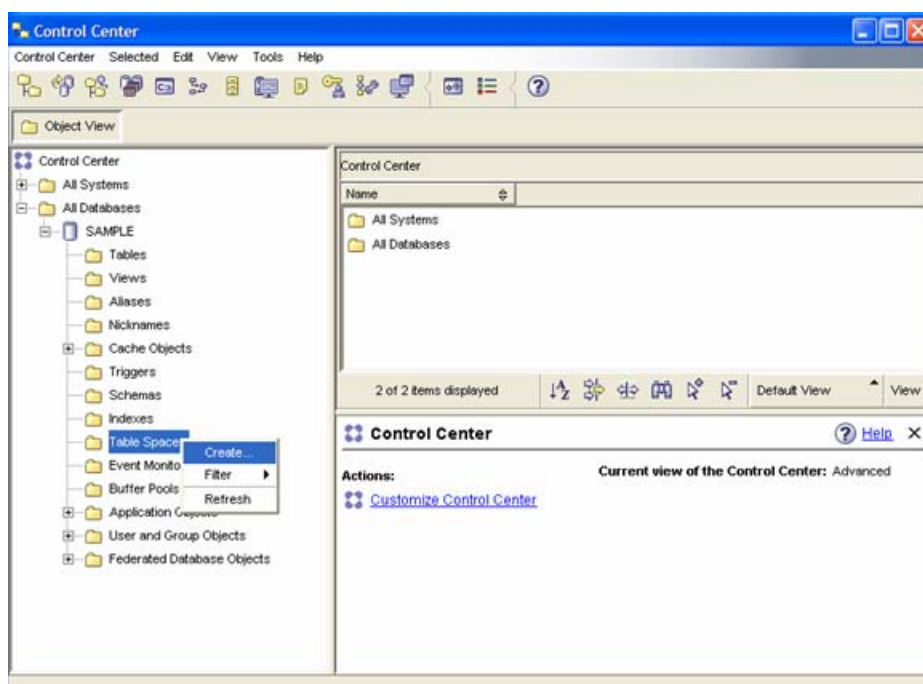 Control Center
Control Center Selected Edit View Tools Help
Object View
Control Center
All Systems
All Databases
SAMPLE
Tables
Views
Aliases
Nicknames
Cache Objects
Triggers
Schemas
Indexes
Table Spaces
Event Monito
Buffer Pools
Application Objects
User and Group Objects
Federated Database Objects
Create...
Filter
Refresh
Control Center
Name
All Systems
All Databases
2 of 2 items displayed
Default View
View
Control Center
Help
Actions:
Current view of the Control Center: Advanced
Customize Control Center